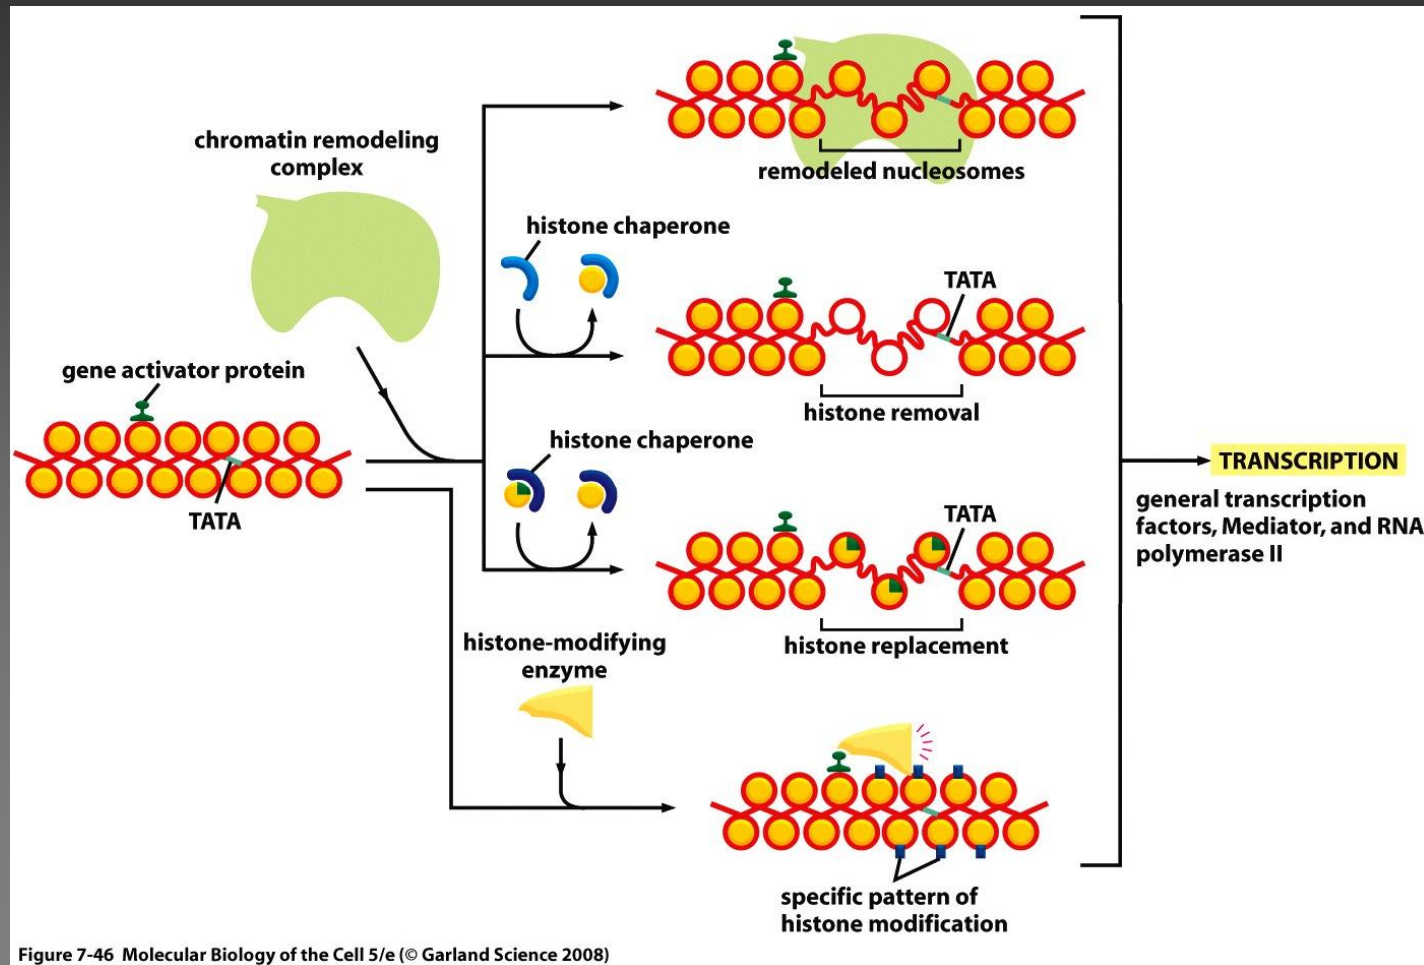 chromatin remodeling
complex
gene activator protein
TATA
remodeled nucleosomes
histone chaperone
TATA
histone removal
histone chaperone
TATA
histone replacement
histone-modifying
enzyme
specific pattern of
histone modification
TRANSCRIPTION
general transcription
factors, Mediator, and RNA
polymerase II
Figure 7-46 Molecular Biology of the Cell 5/e (© Garland Science 2008)